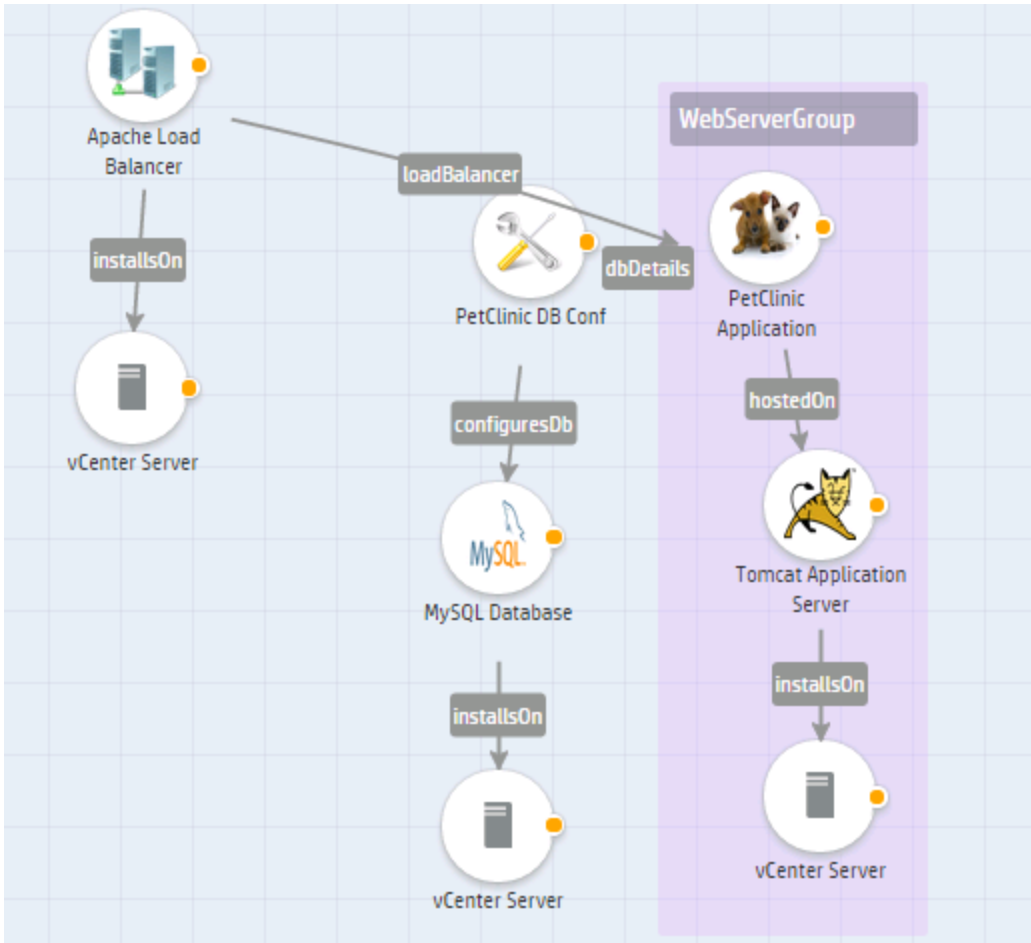 Apache Load
Balancer
installsOn
vCenter Server
loadBalancer
PetClinic DB Conf
dbDetails
configuresDb
MySQL
MySQL Database
installsOn
vCenter Server
WebServerGroup
PetClinic
Application
hostedOn
Tomcat Application
Server
installsOn
vCenter Server